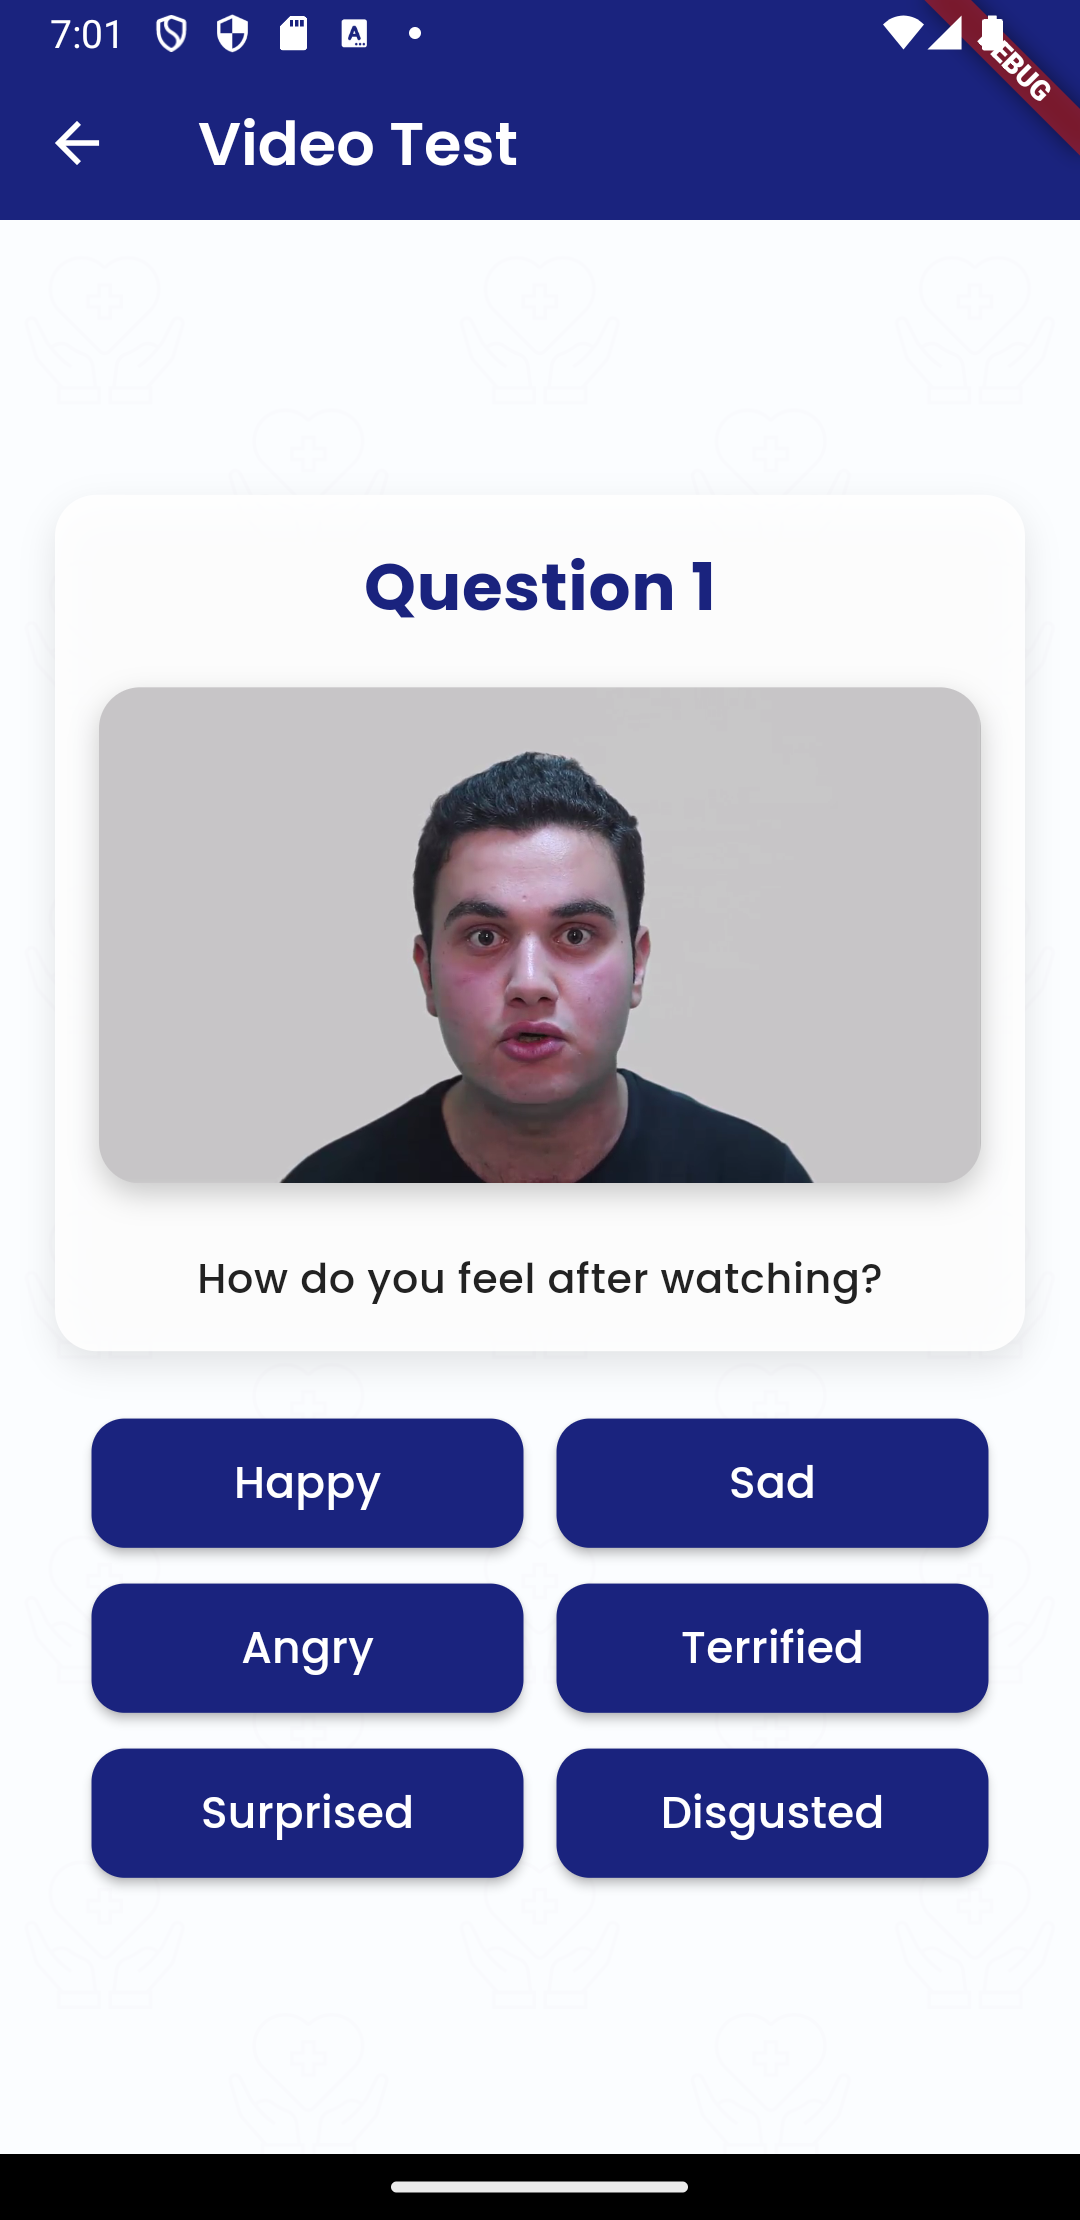 7:01
EBUG
Video Test
Question 1
How do you feel after watching?
Happy
Sad
Angry
Terrified
Surprised
Disgusted